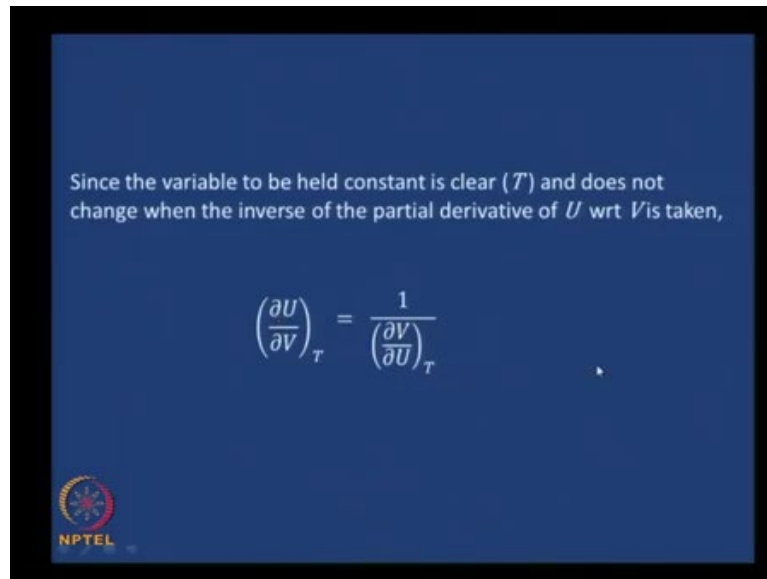 Since the variable to be held constant is clear (T) and does not
change when the inverse of the partial derivative of U wrt V is taken,
(∂U/∂V)_T = 1/(∂V/∂U)_T
NPTEL